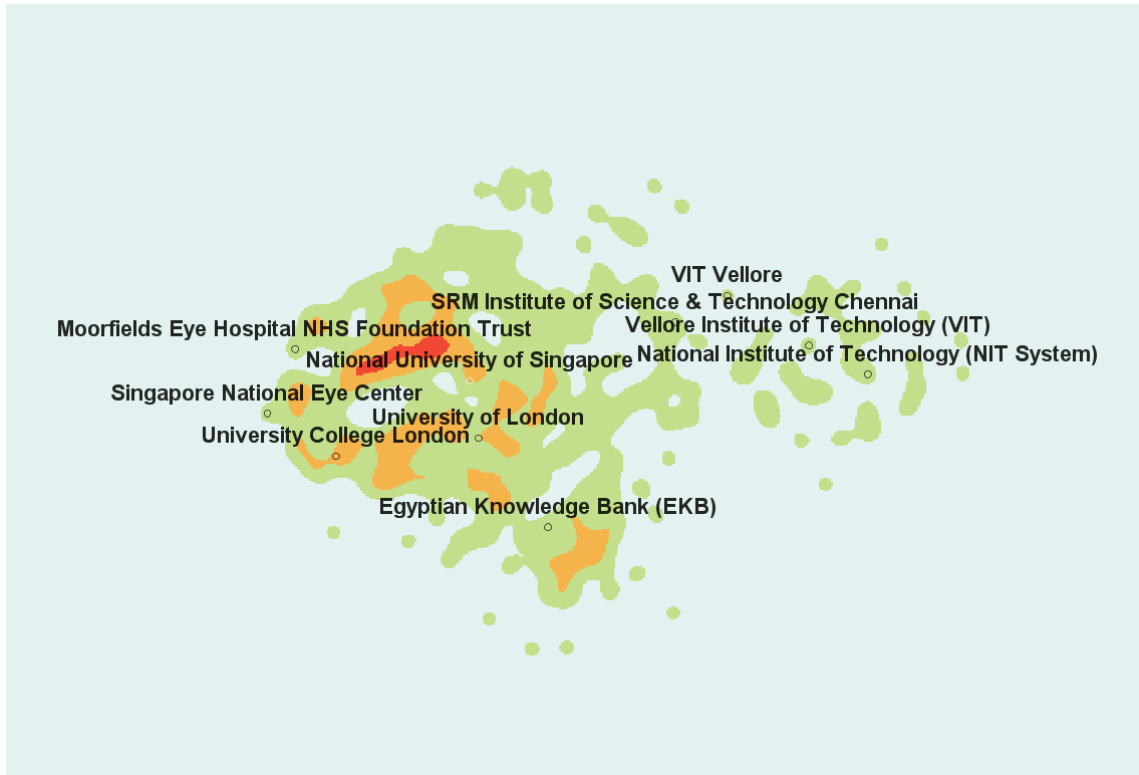 VIT Vellore
SRM Institute of Science & Technology Chennai
Moorfields Eye Hospital NHS Foundation Trust
Vellore Institute of Technology (VIT)
National University of Singapore
National Institute of Technology (NIT System)
Singapore National Eye Center
University of London
University College London
Egyptian Knowledge Bank (EKB)